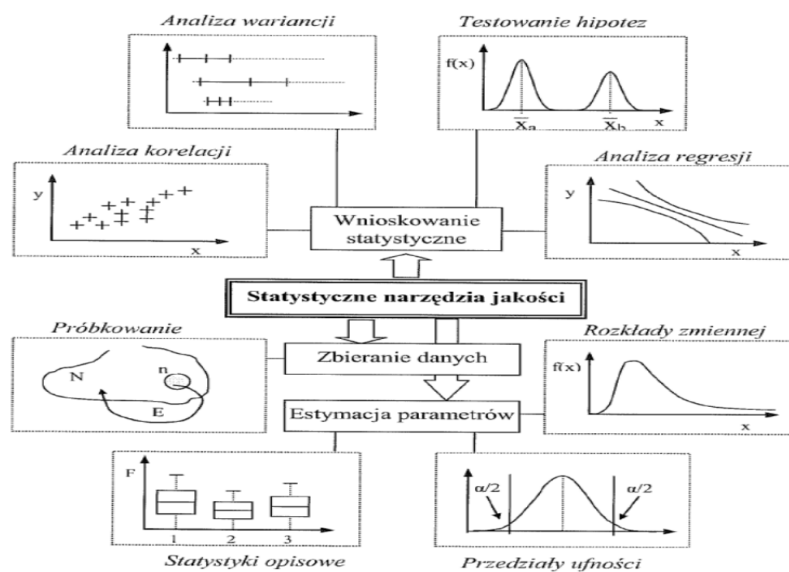 Analiza wariancji
Testowanie hipotez
f(x)
x̅a
x̅b
x
Analiza korelacji
y
x
Analiza regresji
y
x
Wnioskowanie
statystyczne
Statystyczne narzędzia jakości
Próbkowanie
N
n
E
Zbieranie danych
Rozkłady zmiennej
f(x)
x
Estymacja parametrów
F
1 2 3
Statystyki opisowe
α/2
α/2
Przedziały ufności